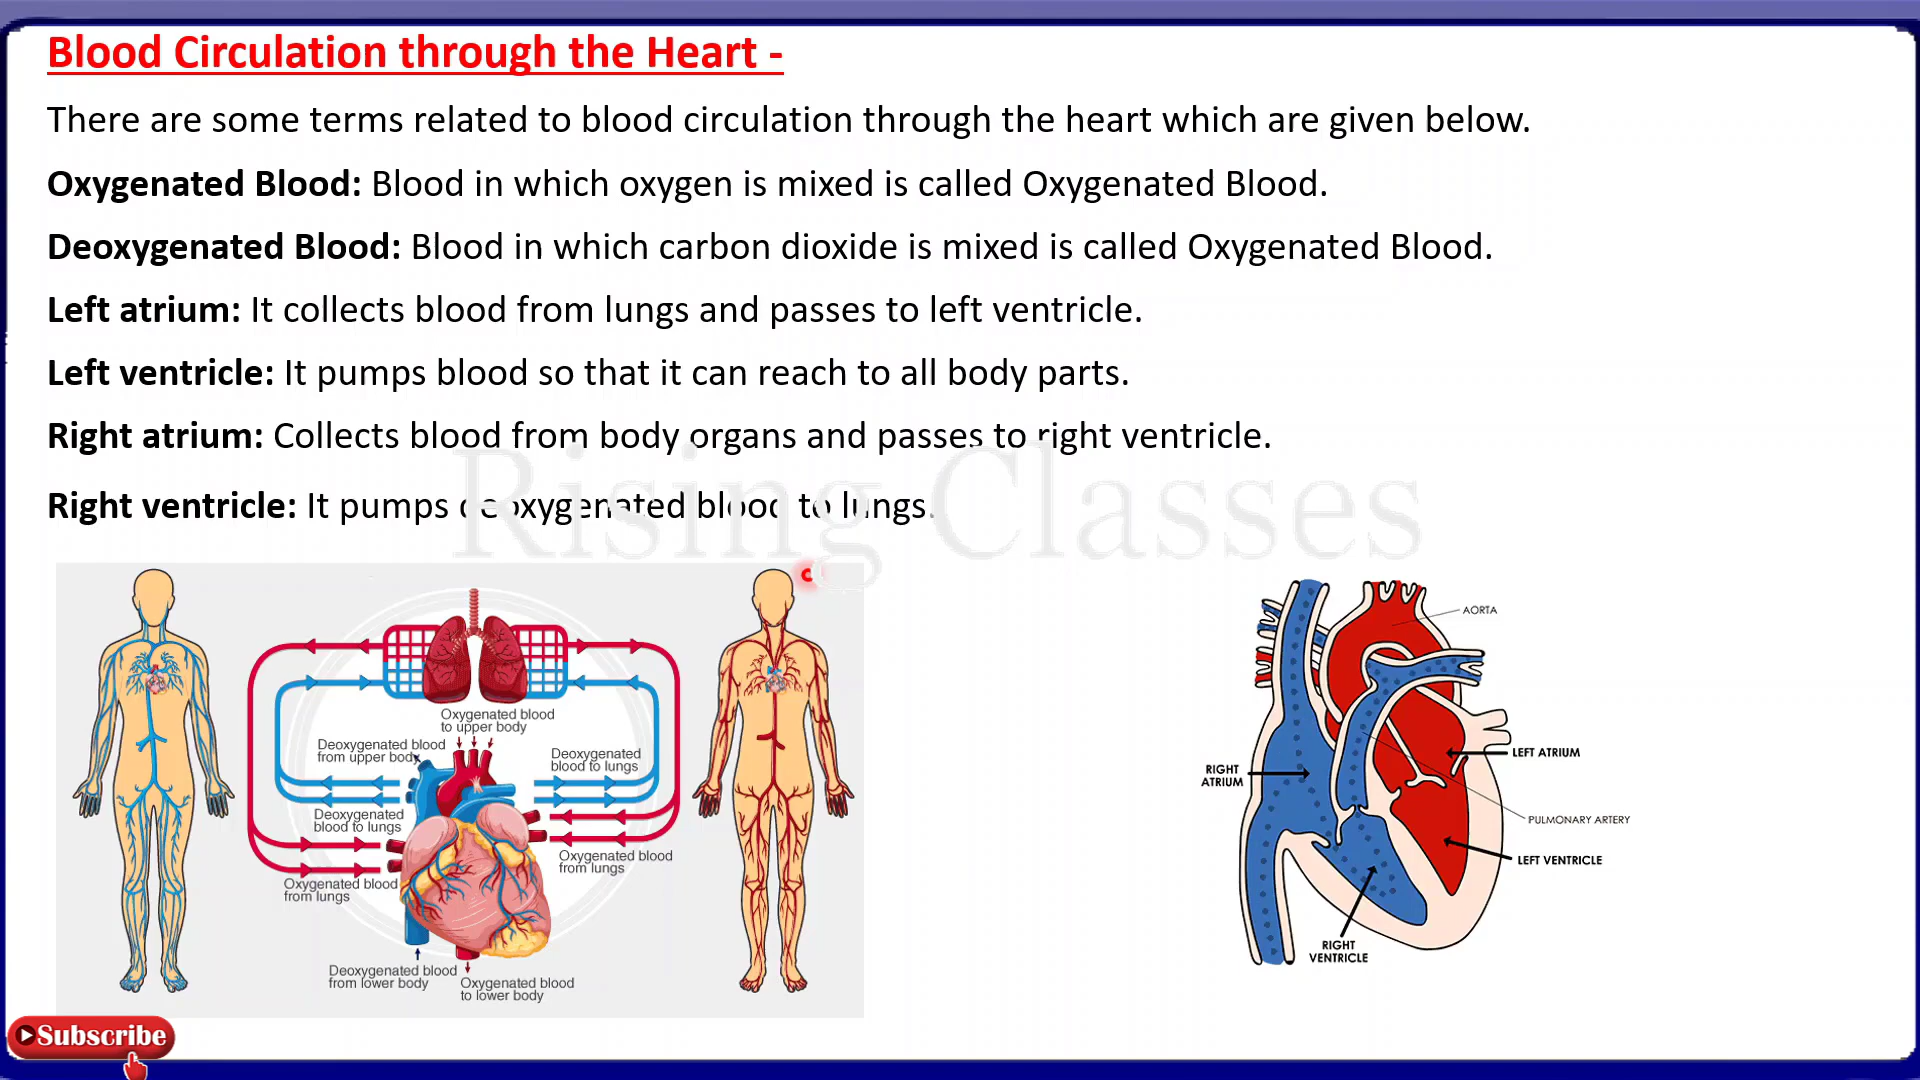 Blood Circulation through the Heart -
There are some terms related to blood circulation through the heart which are given below.
Oxygenated Blood: Blood in which oxygen is mixed is called Oxygenated Blood.
Deoxygenated Blood: Blood in which carbon dioxide is mixed is called Oxygenated Blood.
Left atrium: It collects blood from lungs and passes to left ventricle.
Left ventricle: It pumps blood so that it can reach to all body parts.
Right atrium: Collects blood from body organs and passes to right ventricle.
Right ventricle: It pumps deoxygenated blood to lungs.
Rising Classes
Oxygenated blood
to upper body
Deoxygenated blood
from upper body
Deoxygenated
blood to lungs
Deoxygenated
blood to lungs
Oxygenated blood
from lungs
Oxygenated blood
from lungs
Deoxygenated blood
from lower body
Oxygenated blood
to lower body
AORTA
LEFT ATRIUM
RIGHT
ATRIUM
PULMONARY ARTERY
LEFT VENTRICLE
RIGHT
VENTRICLE
Subscribe